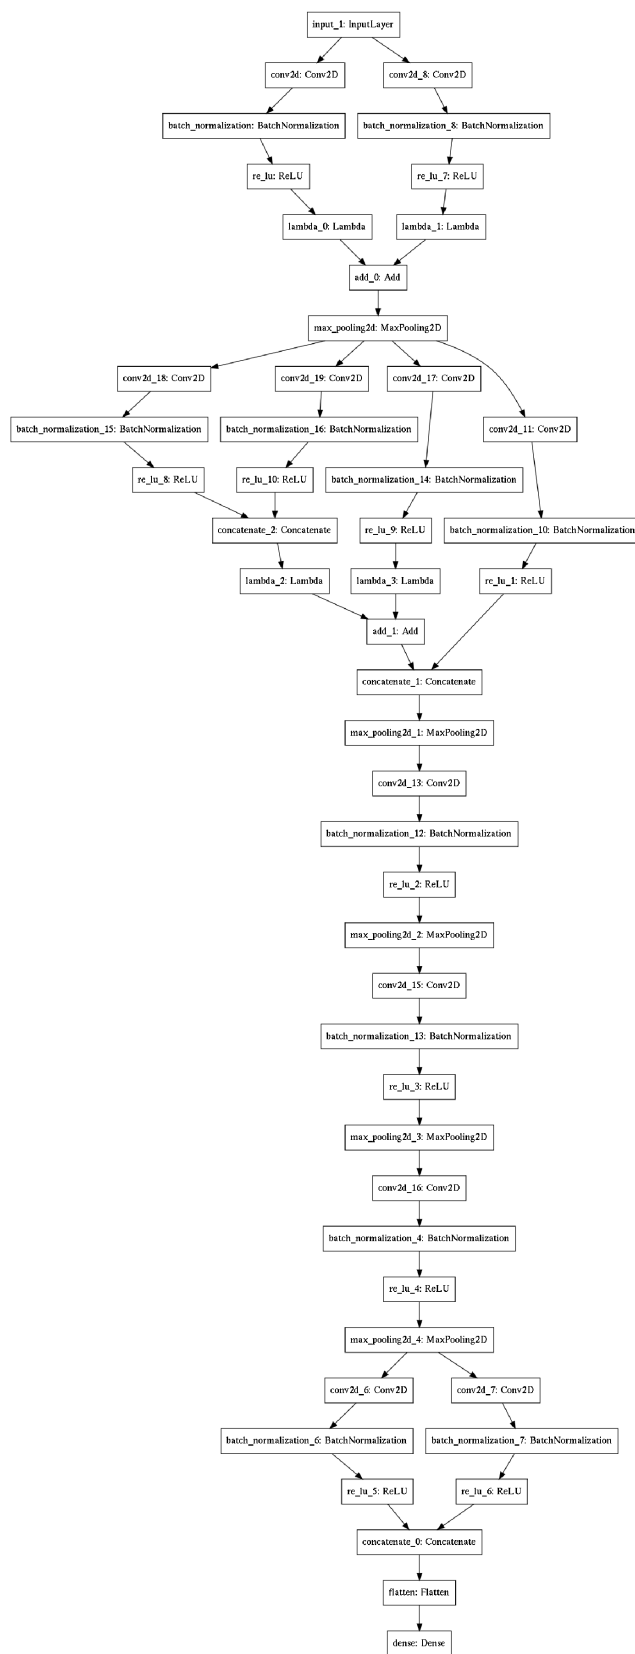 input_1: InputLayer
conv2d: Conv2D
conv2d_8: Conv2D
batch_normalization: BatchNormalization
batch_normalization_8: BatchNormalization
re_lu: ReLU
re_lu_7: ReLU
lambda_0: Lambda
lambda_1: Lambda
add_0: Add
max_pooling2d: MaxPooling2D
conv2d_18: Conv2D
conv2d_19: Conv2D
conv2d_17: Conv2D
batch_normalization_15: BatchNormalization
batch_normalization_16: BatchNormalization
conv2d_11: Conv2D
re_lu_8: ReLU
re_lu_10: ReLU
batch_normalization_14: BatchNormalization
concatenate_2: Concatenate
re_lu_9: ReLU
batch_normalization_10: BatchNormalization
lambda_2: Lambda
lambda_3: Lambda
re_lu_1: ReLU
add_1: Add
concatenate_1: Concatenate
max_pooling2d_1: MaxPooling2D
conv2d_13: Conv2D
batch_normalization_12: BatchNormalization
re_lu_2: ReLU
max_pooling2d_2: MaxPooling2D
conv2d_15: Conv2D
batch_normalization_13: BatchNormalization
re_lu_3: ReLU
max_pooling2d_3: MaxPooling2D
conv2d_16: Conv2D
batch_normalization_4: BatchNormalization
re_lu_4: ReLU
max_pooling2d_4: MaxPooling2D
conv2d_6: Conv2D
conv2d_7: Conv2D
batch_normalization_6: BatchNormalization
batch_normalization_7: BatchNormalization
re_lu_5: ReLU
re_lu_6: ReLU
concatenate_0: Concatenate
flatten: Flatten
dense: Dense